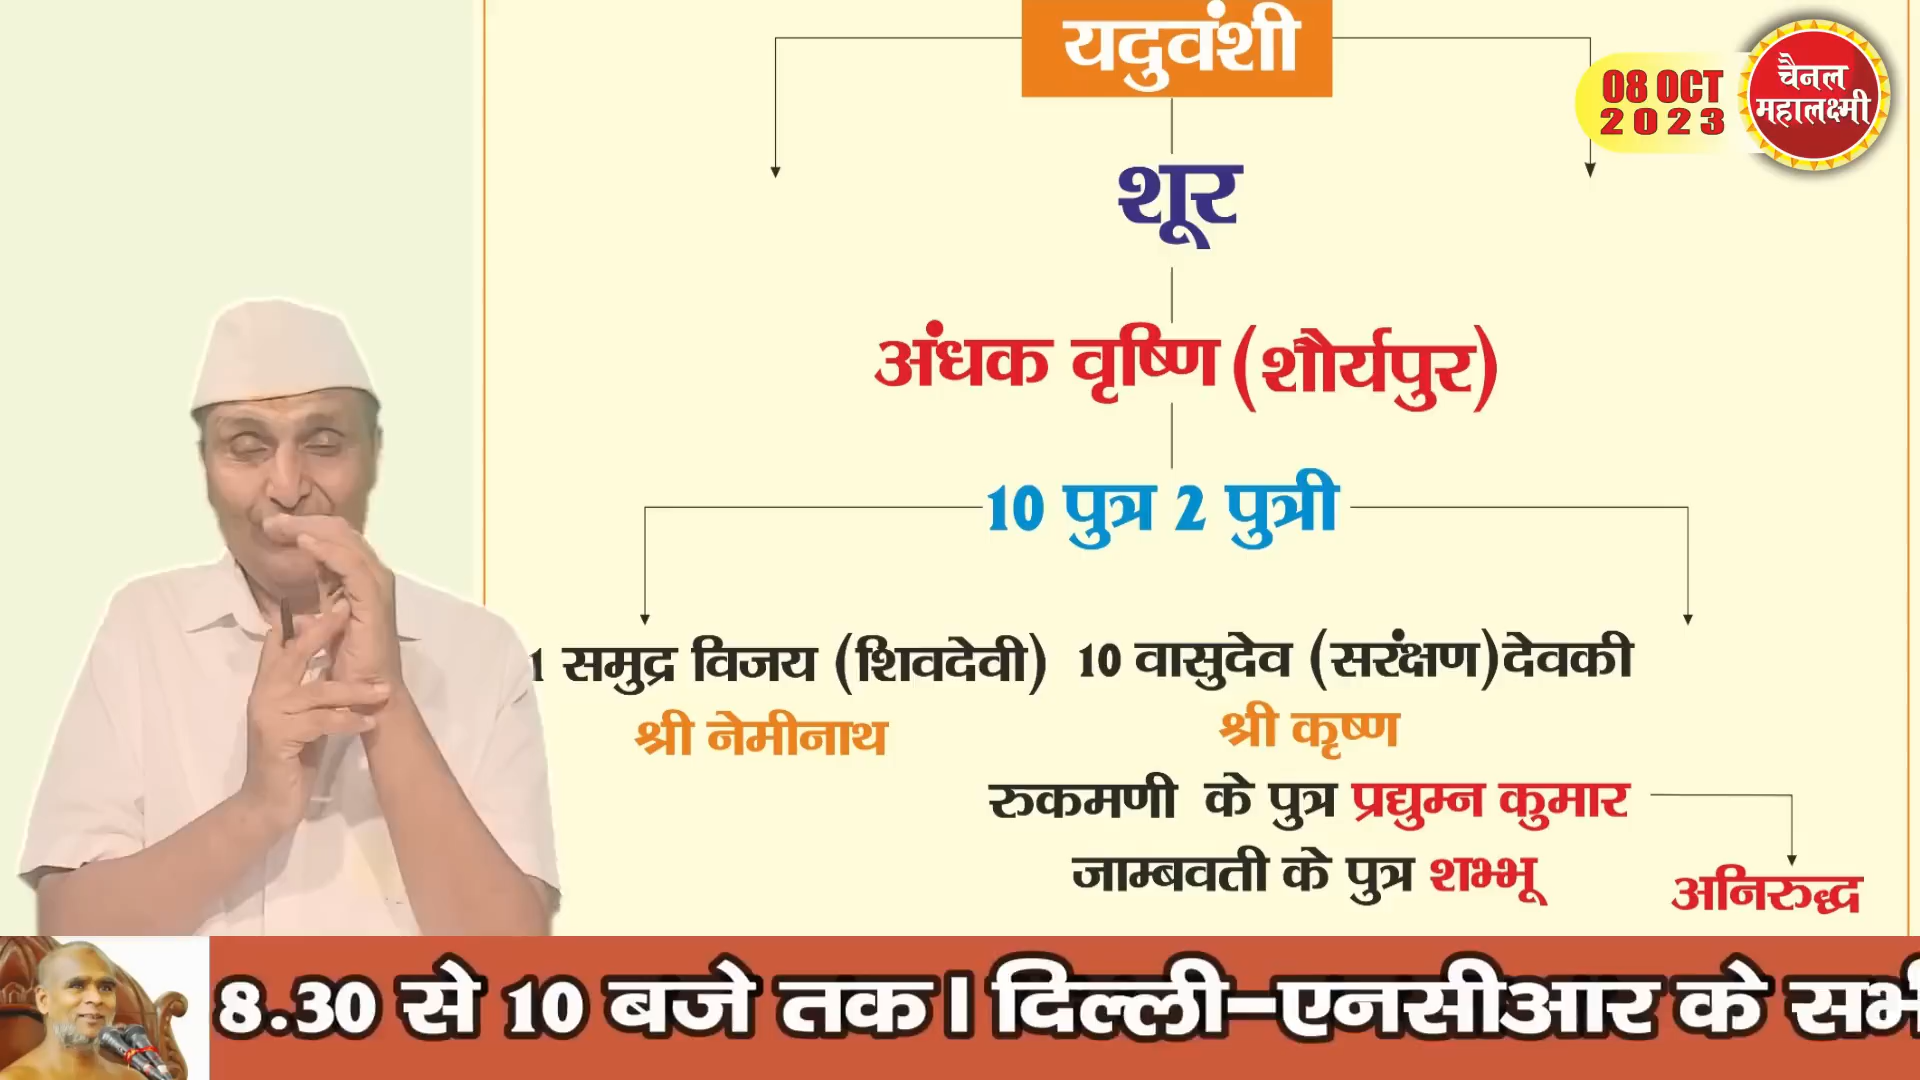 यदुवंशी
08 OCT
2023
चैनल
महालक्ष्मी
शूर
अंधक वृष्णि (शौर्यपुर)
10 पुत्र 2 पुत्री
1 समुद्र विजय (शिवदेवी) 10 वासुदेव (सरंक्षण)देवकी
श्री नेमीनाथ श्री कृष्ण
रुकमणी के पुत्र प्रद्युम्न कुमार
जाम्बवती के पुत्र शम्भू
अनिरुद्ध
8.30 से 10 बजे तक। दिल्ली-एनसीआर के सभी